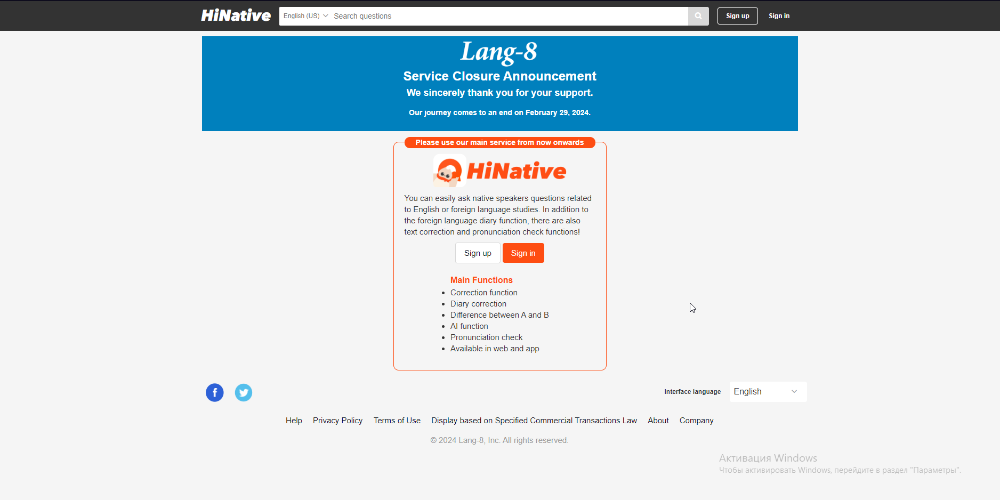 HiNative English (US) Search questions Sign up Sign in
Lang-8
Service Closure Announcement
We sincerely thank you for your support.
Our journey comes to an end on February 29, 2024.
Please use our main service from now onwards
HiNative
You can easily ask native speakers questions related
to English or foreign language studies. In addition to
the foreign language diary function, there are also
text correction and pronunciation check functions!
Sign up Sign in
Main Functions
• Correction function
• Diary correction
• Difference between A and B
• AI function
• Pronunciation check
• Available in web and app
Interface language English
Help Privacy Policy Terms of Use Display based on Specified Commercial Transactions Law About Company
© 2024 Lang-8, Inc. All rights reserved.
Активация Windows
Чтобы активировать Windows, перейдите в раздел "Параметры".